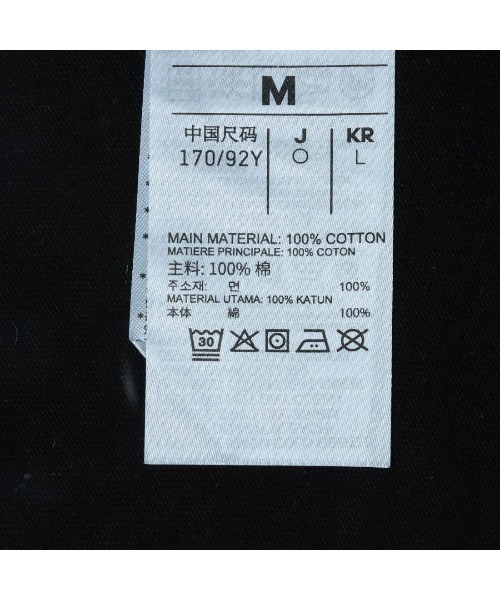 M
中国尺码 J KR
170/92Y O L
MAIN MATERIAL: 100% COTTON
MATIERE PRINCIPALE: 100% COTON
主料: 100% 棉
주소재: 면 100%
MATERIAL UTAMA: 100% KATUN
本体 綿 100%
30